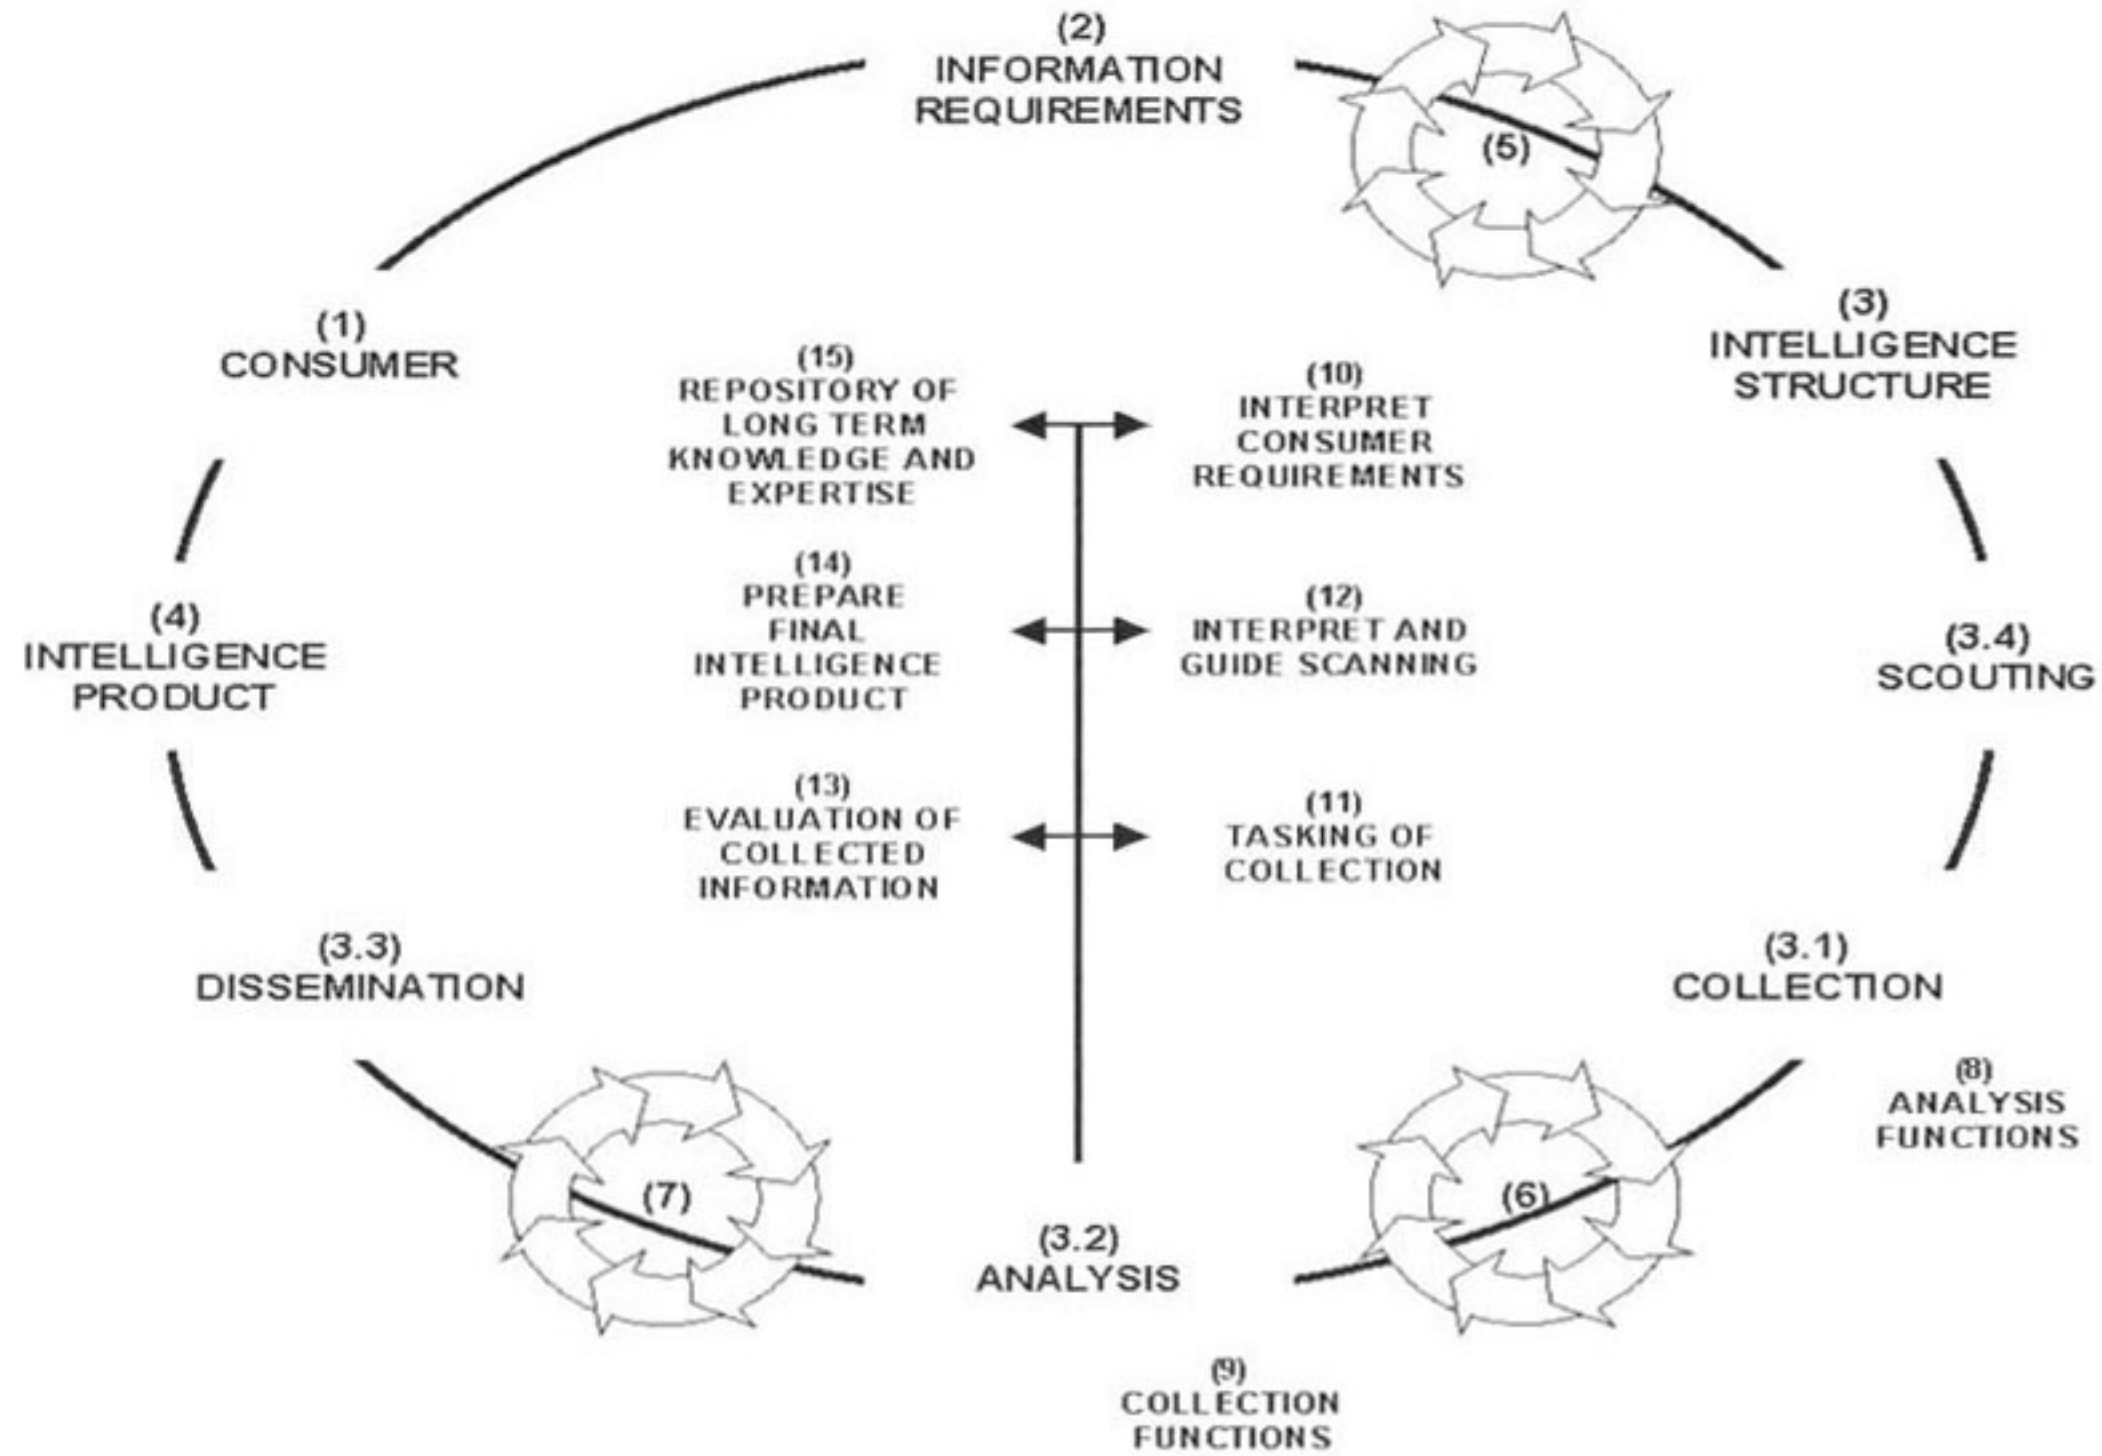 (2)
INFORMATION
REQUIREMENTS
(5)
(1)
CONSUMER
(3)
INTELLIGENCE
STRUCTURE
(15)
REPOSITORY OF
LONG TERM
KNOWLEDGE AND
EXPERTISE
(10)
INTERPRET
CONSUMER
REQUIREMENTS
(4)
INTELLIGENCE
PRODUCT
(14)
PREPARE
FINAL
INTELLIGENCE
PRODUCT
(12)
INTERPRET AND
GUIDE SCANNING
(3.4)
SCOUTING
(13)
EVALUATION OF
COLLECTED
INFORMATION
(11)
TASKING OF
COLLECTION
(3.3)
DISSEMINATION
(3.1)
COLLECTION
(8)
ANALYSIS
FUNCTIONS
(7)
(3.2)
ANALYSIS
(6)
(9)
COLLECTION
FUNCTIONS